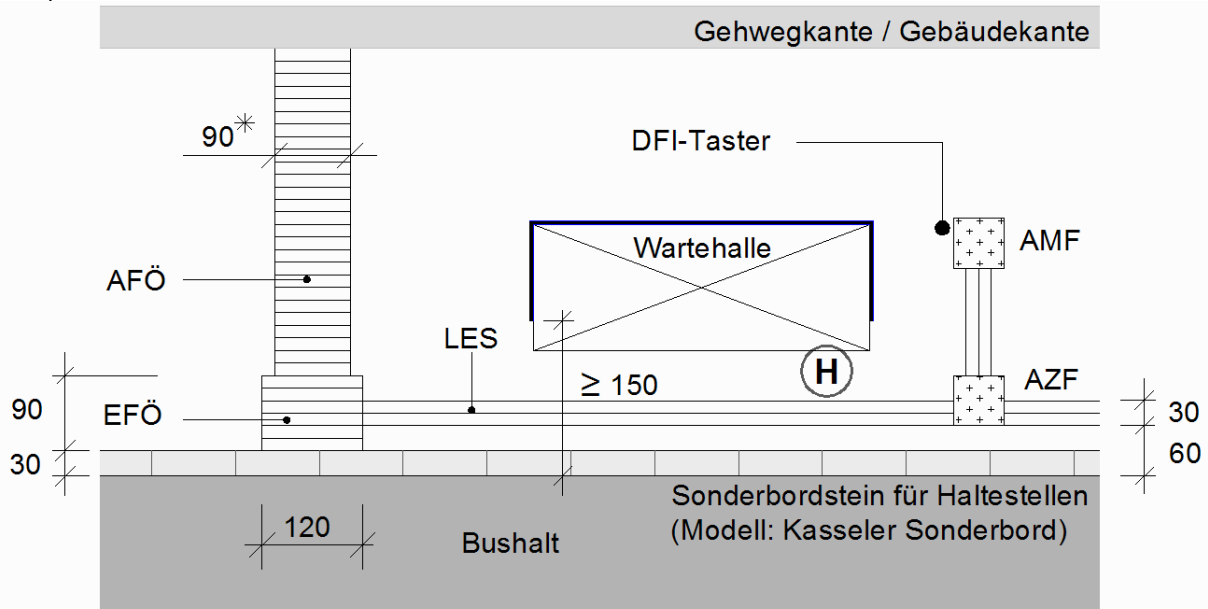 Gehwegkante / Gebäudekante
90*
DFI-Taster
Wartehalle
AMF
AFÖ
LES
H
AZF
≥ 150
90
EFÖ
30
30
60
Sonderbordstein für Haltestellen
(Modell: Kasseler Sonderbord)
120
Bushalt